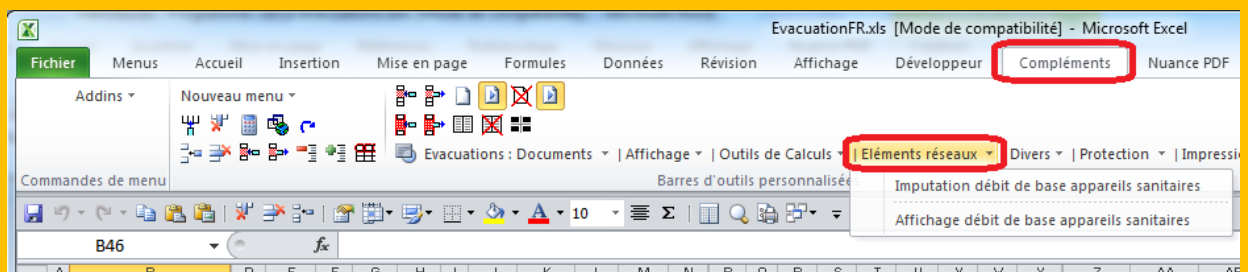 EvacuationFR.xls [Mode de compatibilité] - Microsoft Excel
Fichier Menus Accueil Insertion Mise en page Formules Données Révision Affichage Développeur Compléments Nuance PDF
Addins Nouveau menu
Evacuations : Documents | Affichage | Outils de Calculs | Eléments réseaux Divers | Protection | Impressi
Commandes de menu Barres d'outils personnalisée
Imputation débit de base appareils sanitaires
10
Affichage débit de base appareils sanitaires
B46 fx